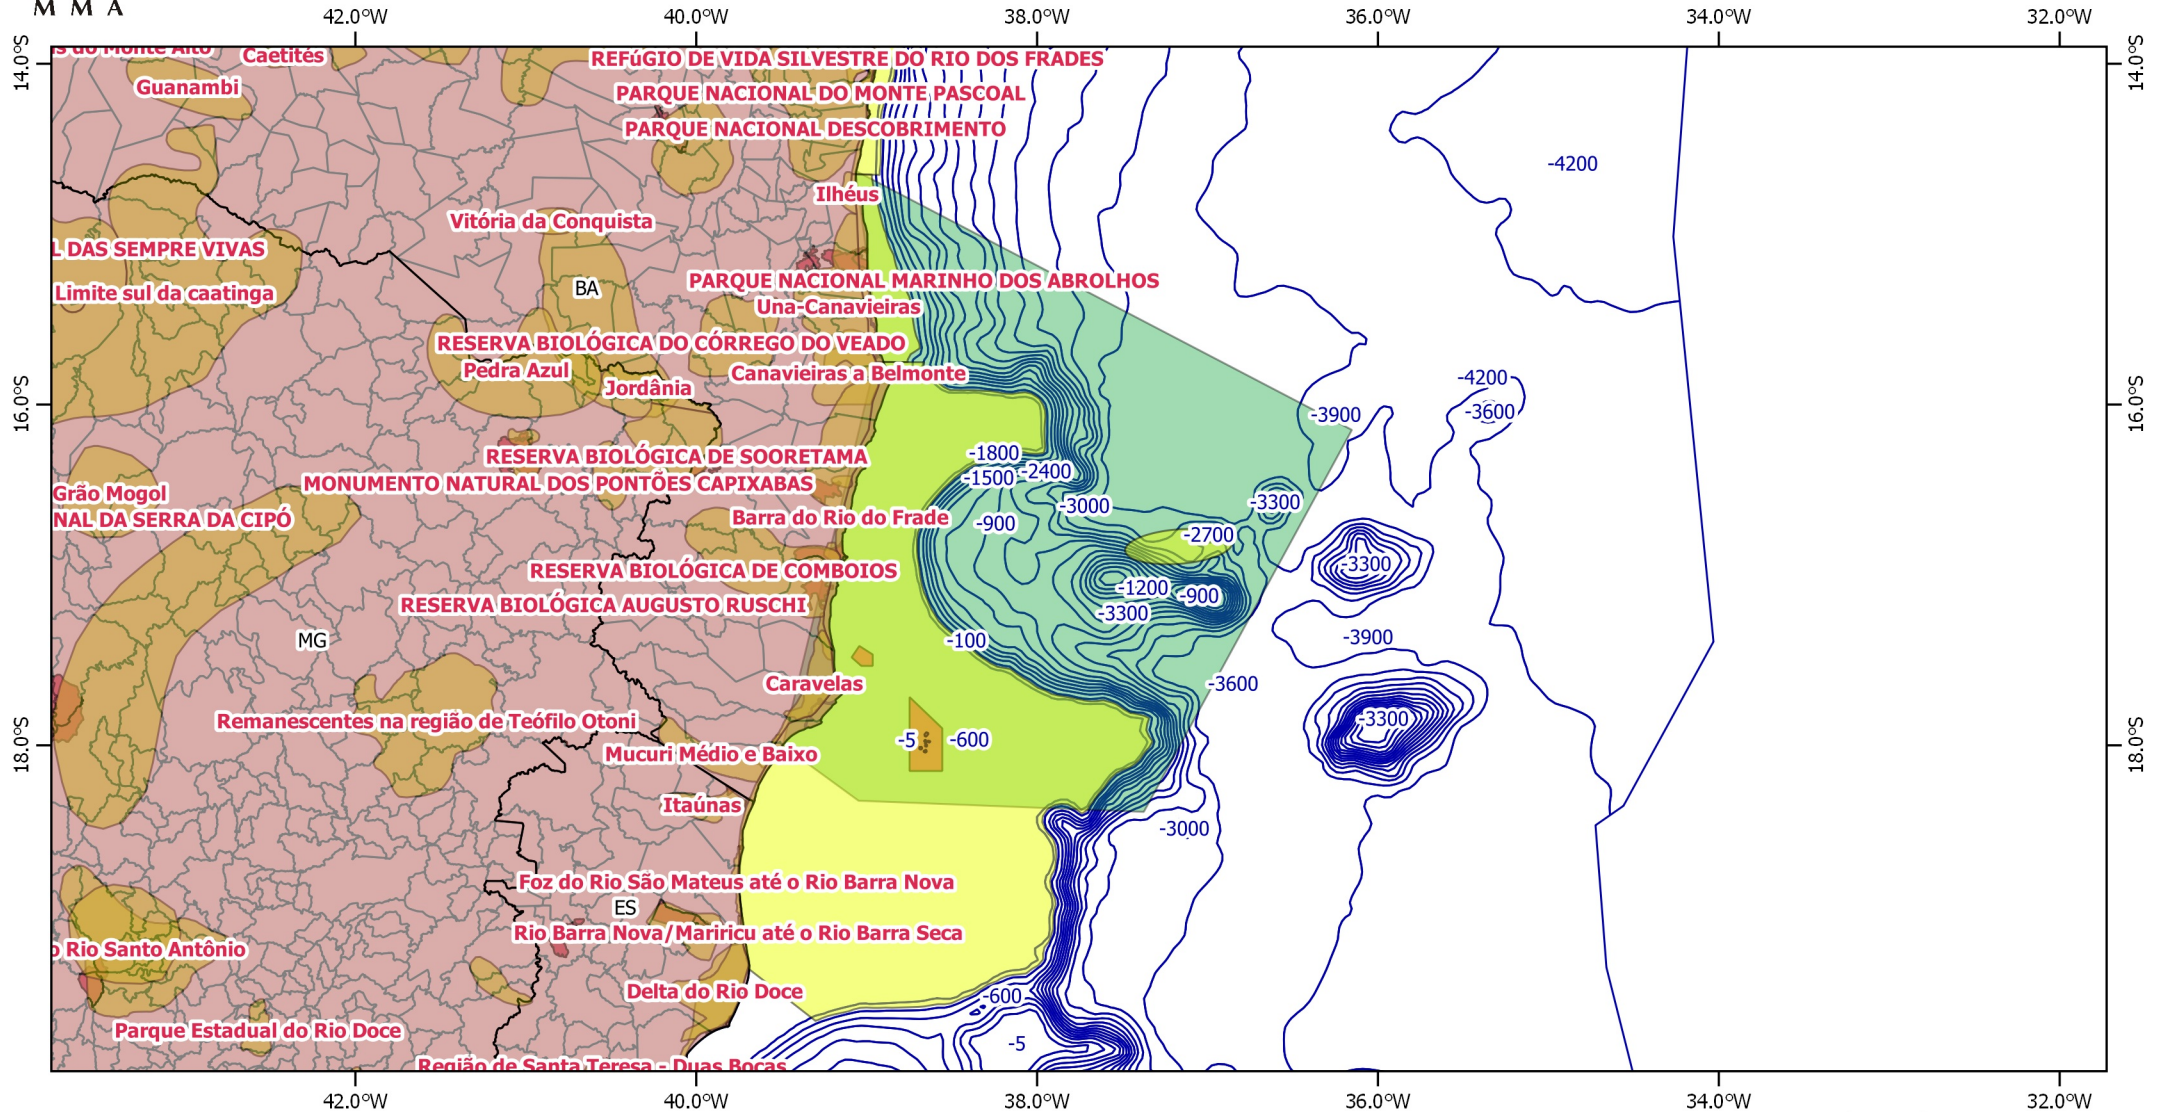 M M A
42.0°W 40.0°W 38.0°W 36.0°W 34.0°W 32.0°W
14.0°S 14.0°S
is do Monte Alto Caetités REFúGIO DE VIDA SILVESTRE DO RIO DOS FRADES
Guanambi PARQUE NACIONAL DO MONTE PASCOAL
PARQUE NACIONAL DESCOBRIMENTO
-4200
Ilhéus
Vitória da Conquista
L DAS SEMPRE VIVAS
PARQUE NACIONAL MARINHO DOS ABROLHOS
BA
Limite sul da caatinga
Una-Canavieiras
RESERVA BIOLÓGICA DO CÓRREGO DO VEADO
Pedra Azul Canavieiras a Belmonte -4200
Jordânia
16.0°S -3900 -3600 16.0°S
RESERVA BIOLÓGICA DE SOORETAMA -1800
-1500 -2400
MONUMENTO NATURAL DOS PONTÕES CAPIXABAS
Grão Mogol -3000 -3300
NAL DA SERRA DA CIPÓ Barra do Rio do Frade -900
-2700
RESERVA BIOLÓGICA DE COMBOIOS -3300
-1200 -900
RESERVA BIOLÓGICA AUGUSTO RUSCHI -3300
MG -100 -3900
Caravelas -3600
Remanescentes na região de Teófilo Otoni -3300
18.0°S -5 -600 18.0°S
Mucuri Médio e Baixo
Itaúnas
-3000
Foz do Rio São Mateus até o Rio Barra Nova
ES
Rio Barra Nova/Mariricu até o Rio Barra Seca
o Rio Santo Antônio
Delta do Rio Doce -600
Parque Estadual do Rio Doce -5
Região de Santa Teresa - Duas Bocas
42.0°W 40.0°W 38.0°W 36.0°W 34.0°W 32.0°W